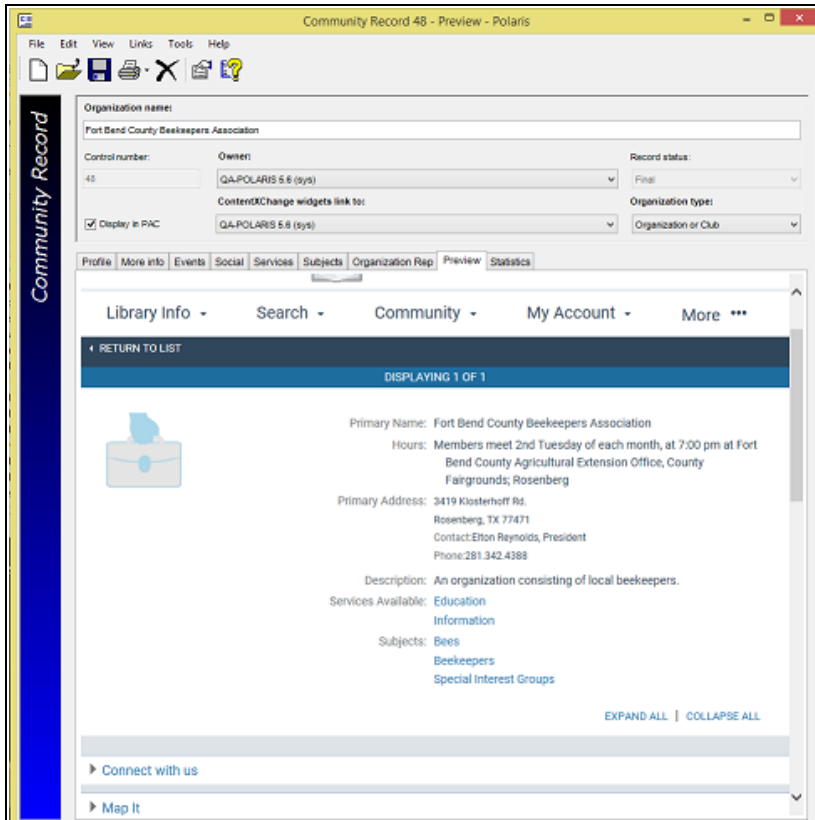 Community Record 48 - Preview - Polaris
File Edit View Links Tools Help
Community Record
Organization name:
Fort Bend County Beekeepers Association
Control number: Owner: Record status:
48 QA-POLARIS 5.6 (sys) Final
ContentXChange widgets link to: Organization type:
Display in PAC QA-POLARIS 5.6 (sys) Organization or Club
Profile More info Events Social Services Subjects Organization Rep Preview Statistics
Library Info Search Community My Account More •••
RETURN TO LIST
DISPLAYING 1 OF 1
Primary Name: Fort Bend County Beekeepers Association
Hours: Members meet 2nd Tuesday of each month, at 7:00 pm at Fort
Bend County Agricultural Extension Office, County
Fairgrounds; Rosenberg
Primary Address: 3419 Klosterhoff Rd.
Rosenberg, TX 77471
Contact:Elton Reynolds, President
Phone:281.342.4388
Description: An organization consisting of local beekeepers.
Services Available: Education
Information
Subjects: Bees
Beekeepers
Special Interest Groups
EXPAND ALL | COLLAPSE ALL
Connect with us
Map It